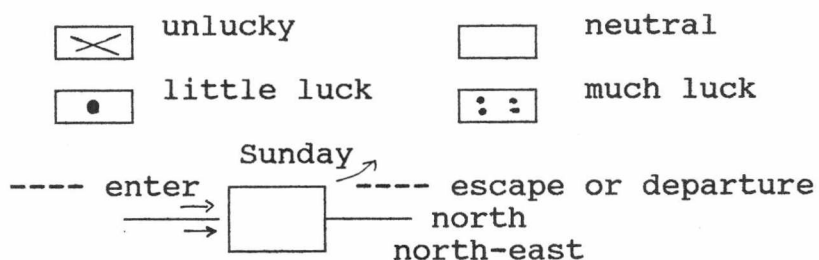 unlucky neutral
little luck much luck
Sunday
---- enter ---- escape or departure
north
north-east